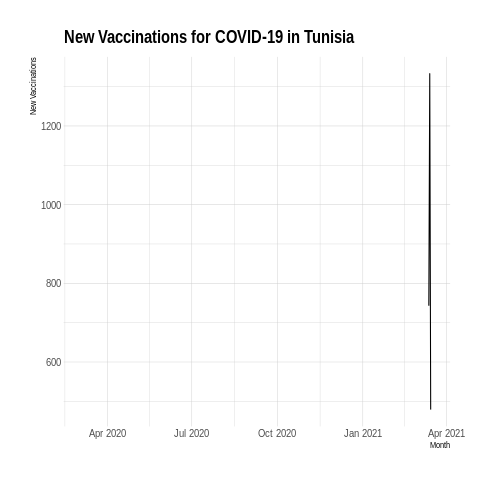 New Vaccinations for COVID-19 in Tunisia
New Vaccinations
1200
1000
800
600
Apr 2020
Jul 2020
Oct 2020
Jan 2021
Apr 2021
Month